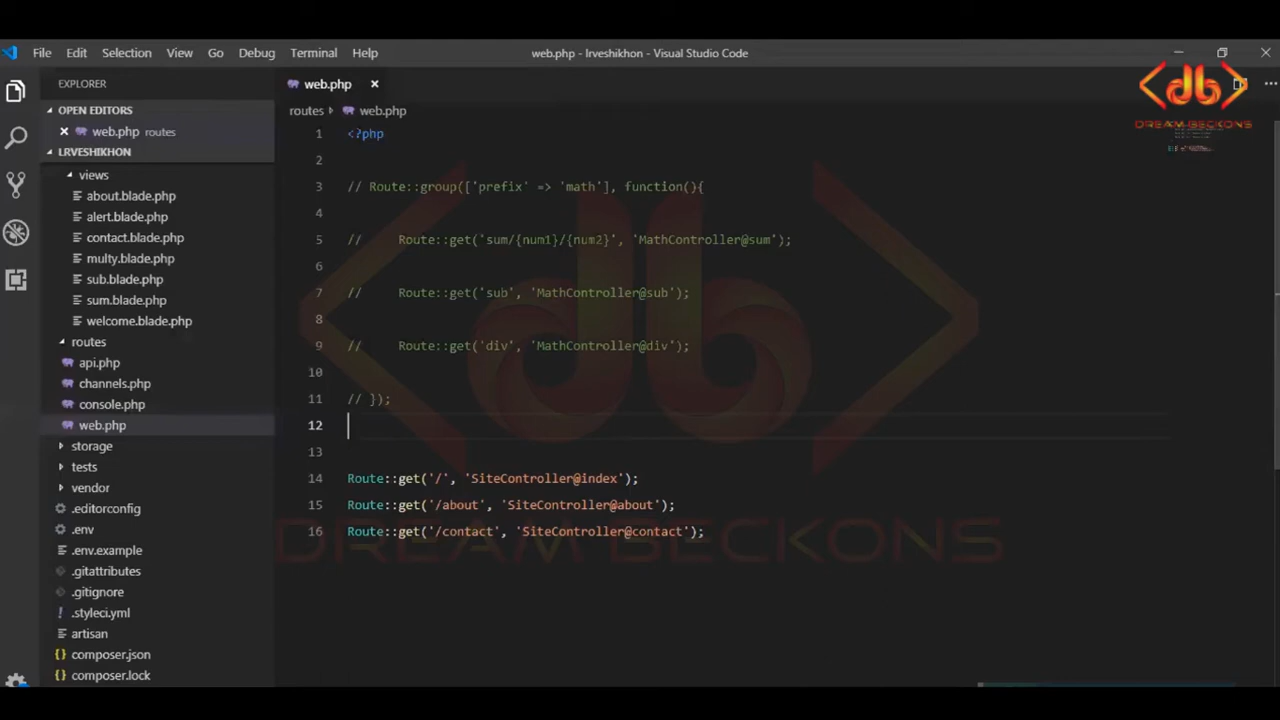 File Edit Selection View Go Debug Terminal Help
web.php - lrveshikhon - Visual Studio Code
EXPLORER
OPEN EDITORS
web.php routes
LRVESHIKHON
views
about.blade.php
alert.blade.php
contact.blade.php
multy.blade.php
sub.blade.php
sum.blade.php
welcome.blade.php
routes
api.php
channels.php
console.php
web.php
storage
tests
vendor
.editorconfig
.env
.env.example
.gitattributes
.gitignore
.styleci.yml
artisan
composer.json
composer.lock
web.php
routes web.php
1 <?php
2
3 // Route::group(['prefix' => 'math'], function(){
4
5 // Route::get('sum/{num1}/{num2}', 'MathController@sum');
6
7 // Route::get('sub', 'MathController@sub');
8
9 // Route::get('div', 'MathController@div');
10
11 // });
12
13
14 Route::get('/', 'SiteController@index');
15 Route::get('/about', 'SiteController@about');
16 Route::get('/contact', 'SiteController@contact');
db
DREAM BECKONS
db
DREAM BECKONS